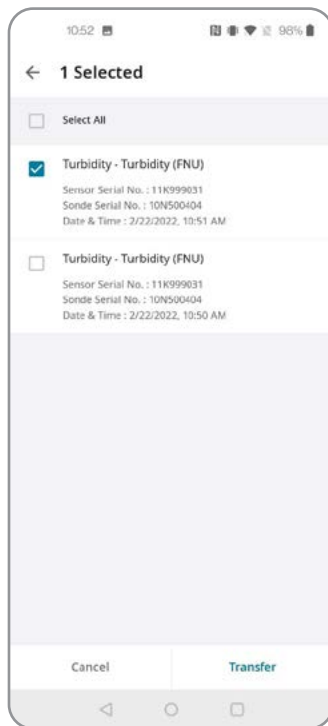 10:52 98%
1 Selected
Select All
Turbidity - Turbidity (FNU)
Sensor Serial No. : 11K999031
Sonde Serial No. : 10N500404
Date & Time : 2/22/2022, 10:51 AM
Turbidity - Turbidity (FNU)
Sensor Serial No. : 11K999031
Sonde Serial No. : 10N500404
Date & Time : 2/22/2022, 10:50 AM
Cancel Transfer